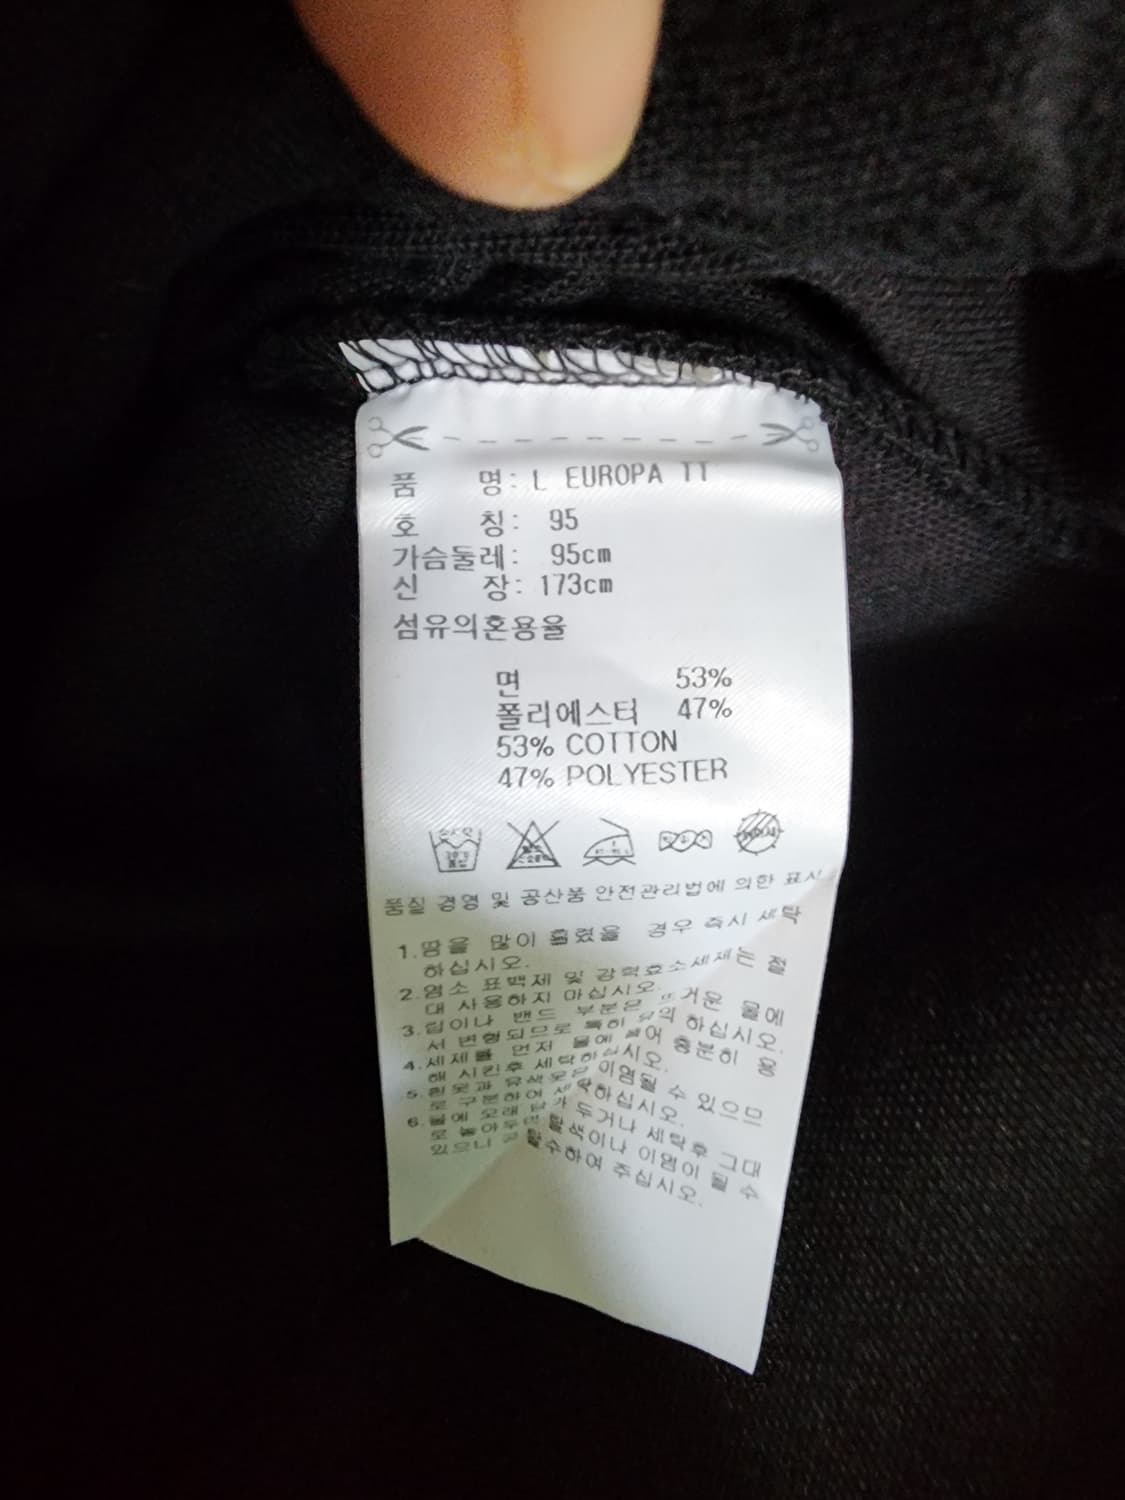 품 명: L EUROPA TT
호 칭: 95
가슴둘레: 95cm
신 장: 173cm
섬유의혼용율
면 53%
폴리에스터 47%
53% COTTON
47% POLYESTER
품질 경영 및 공산품 안전관리법에 의한 표시
1.땀을 많이 흘렸을 경우 즉시 세탁
하십시오.
2.염소 표백제 및 강력효소세제는 절
대 사용하지 마십시오.
3.립이나 밴드 부분은 뜨거운 물에
서 변형되므로 특히 유의 하십시오.
4.세제를 먼저 물에 풀어 충분히 용
해 시킨후 세탁하십시오.
5.흰옷과 유색옷은 이염될 수 있으므
로 구분하여 세탁하십시오.
6.물에 오래 담가 두거나 세탁후 그대
로 놓아두면 탈색이나 이염이 될 수
있으니 탈수하여 주십시오.